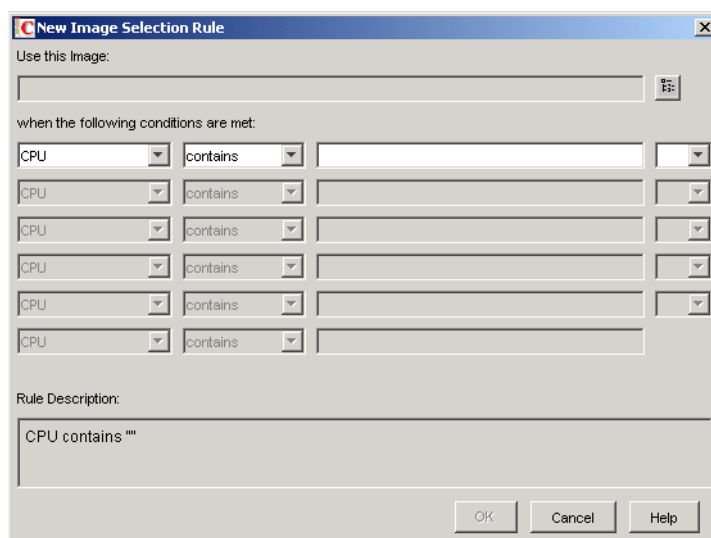 New Image Selection Rule
Use this Image:
when the following conditions are met:
CPU contains
CPU contains
CPU contains
CPU contains
CPU contains
CPU contains
Rule Description:
CPU contains ""
OK Cancel Help